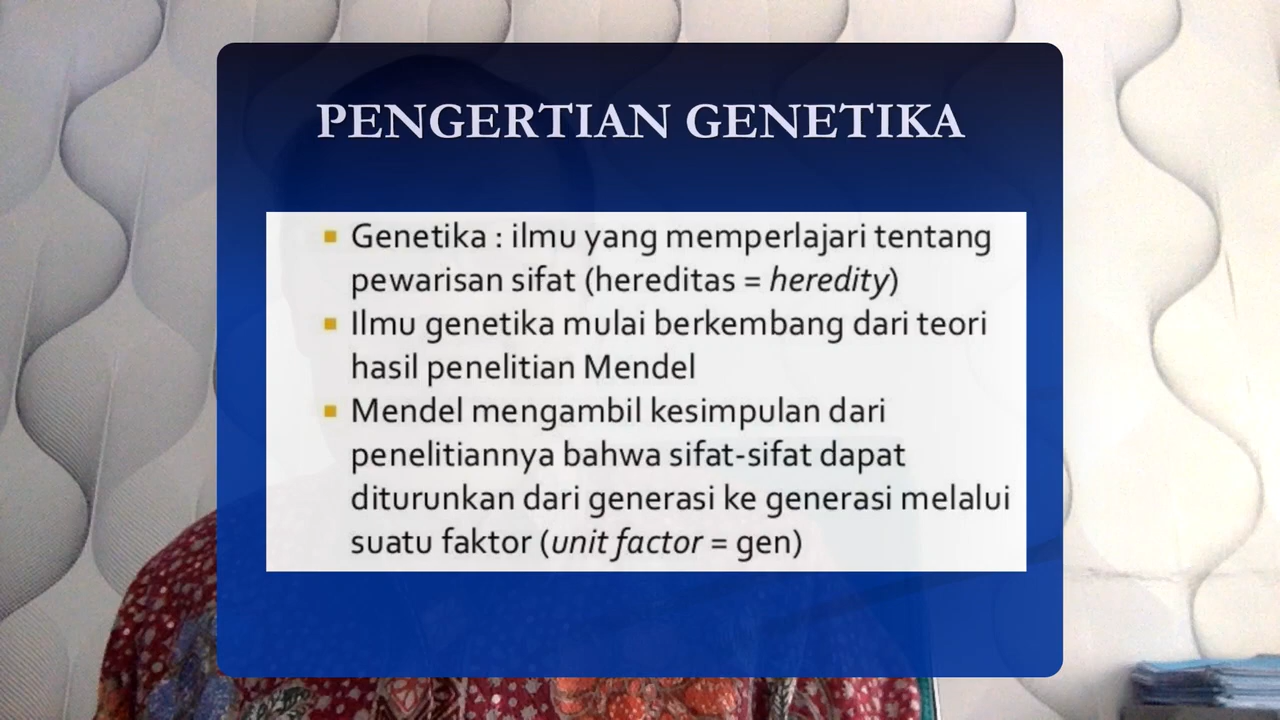 PENGERTIAN GENETIKA
Genetika : ilmu yang memperlajari tentang
pewarisan sifat (hereditas = heredity)
Ilmu genetika mulai berkembang dari teori
hasil penelitian Mendel
Mendel mengambil kesimpulan dari
penelitiannya bahwa sifat-sifat dapat
diturunkan dari generasi ke generasi melalui
suatu faktor (unit factor = gen)